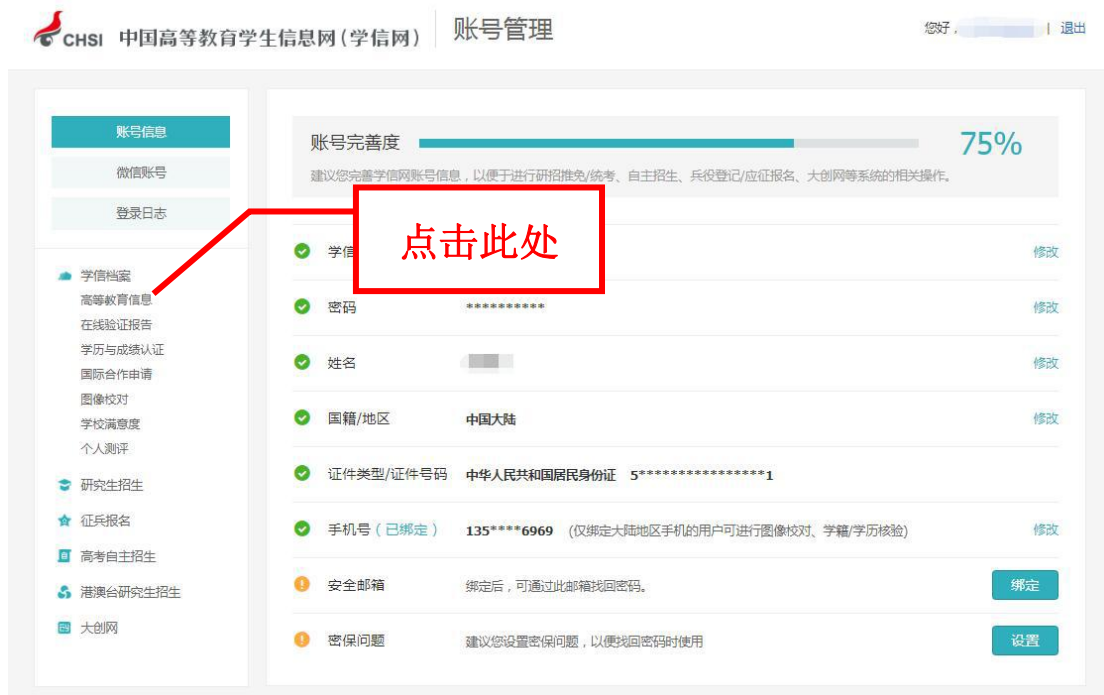 CHSI 中国高等教育学生信息网(学信网) 账号管理 您好, | 退出
账号信息
微信账号
登录日志
学信档案
高等教育信息
在线验证报告
学历与成绩认证
国际合作申请
图像校对
学校满意度
个人测评
研究生招生
征兵报名
高考自主招生
港澳台研究生招生
大创网
账号完善度 75%
建议您完善学信网账号信息,以便于进行研招推免/统考、自主招生、兵役登记/应征报名、大创网等系统的相关操作。
点击此处
学信 修改
密码 ********** 修改
姓名 修改
国籍/地区 中国大陆 修改
证件类型/证件号码 中华人民共和国居民身份证 5****************1
手机号(已绑定) 135****6969 (仅绑定大陆地区手机的用户可进行图像校对、学籍/学历核验) 修改
安全邮箱 绑定后,可通过此邮箱找回密码。 绑定
密保问题 建议您设置密保问题,以便找回密码时使用 设置